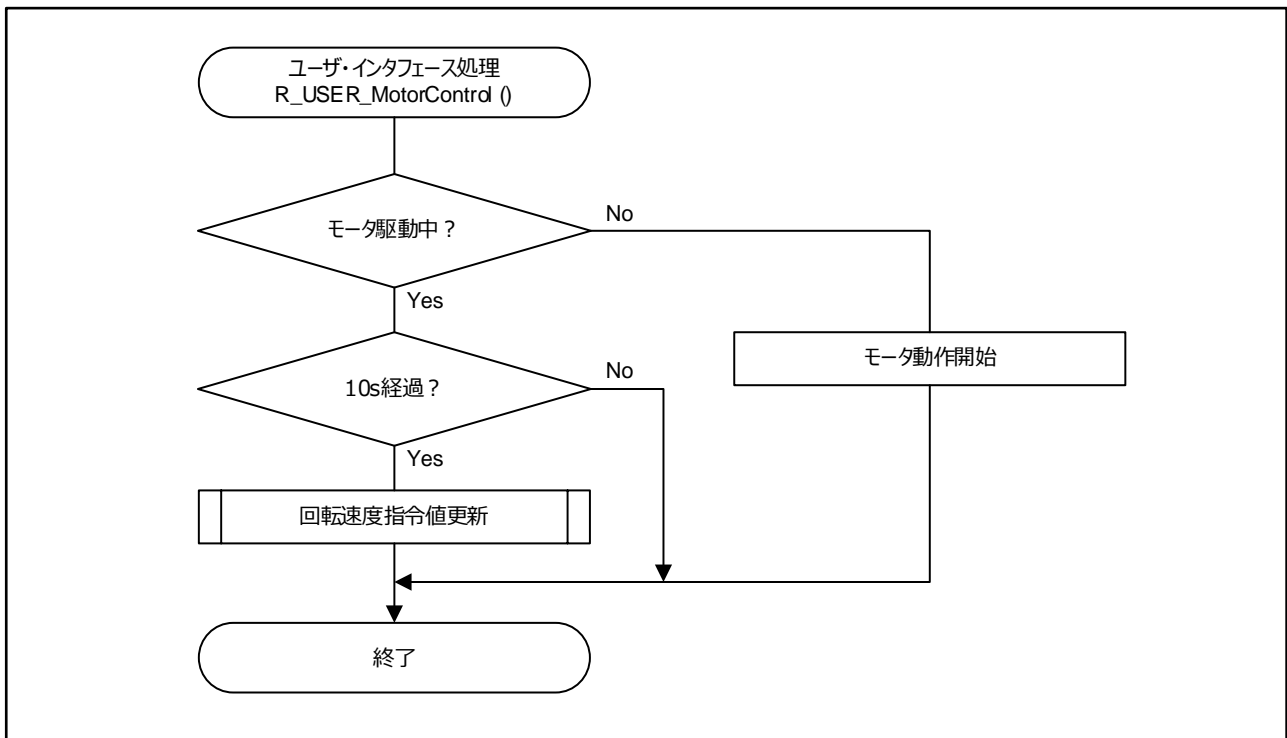 ユーザ・インタフェース処理
R_USER_MotorControl ()
モータ駆動中？
No
Yes
モータ動作開始
10s経過？
No
Yes
回転速度指令値更新
終了